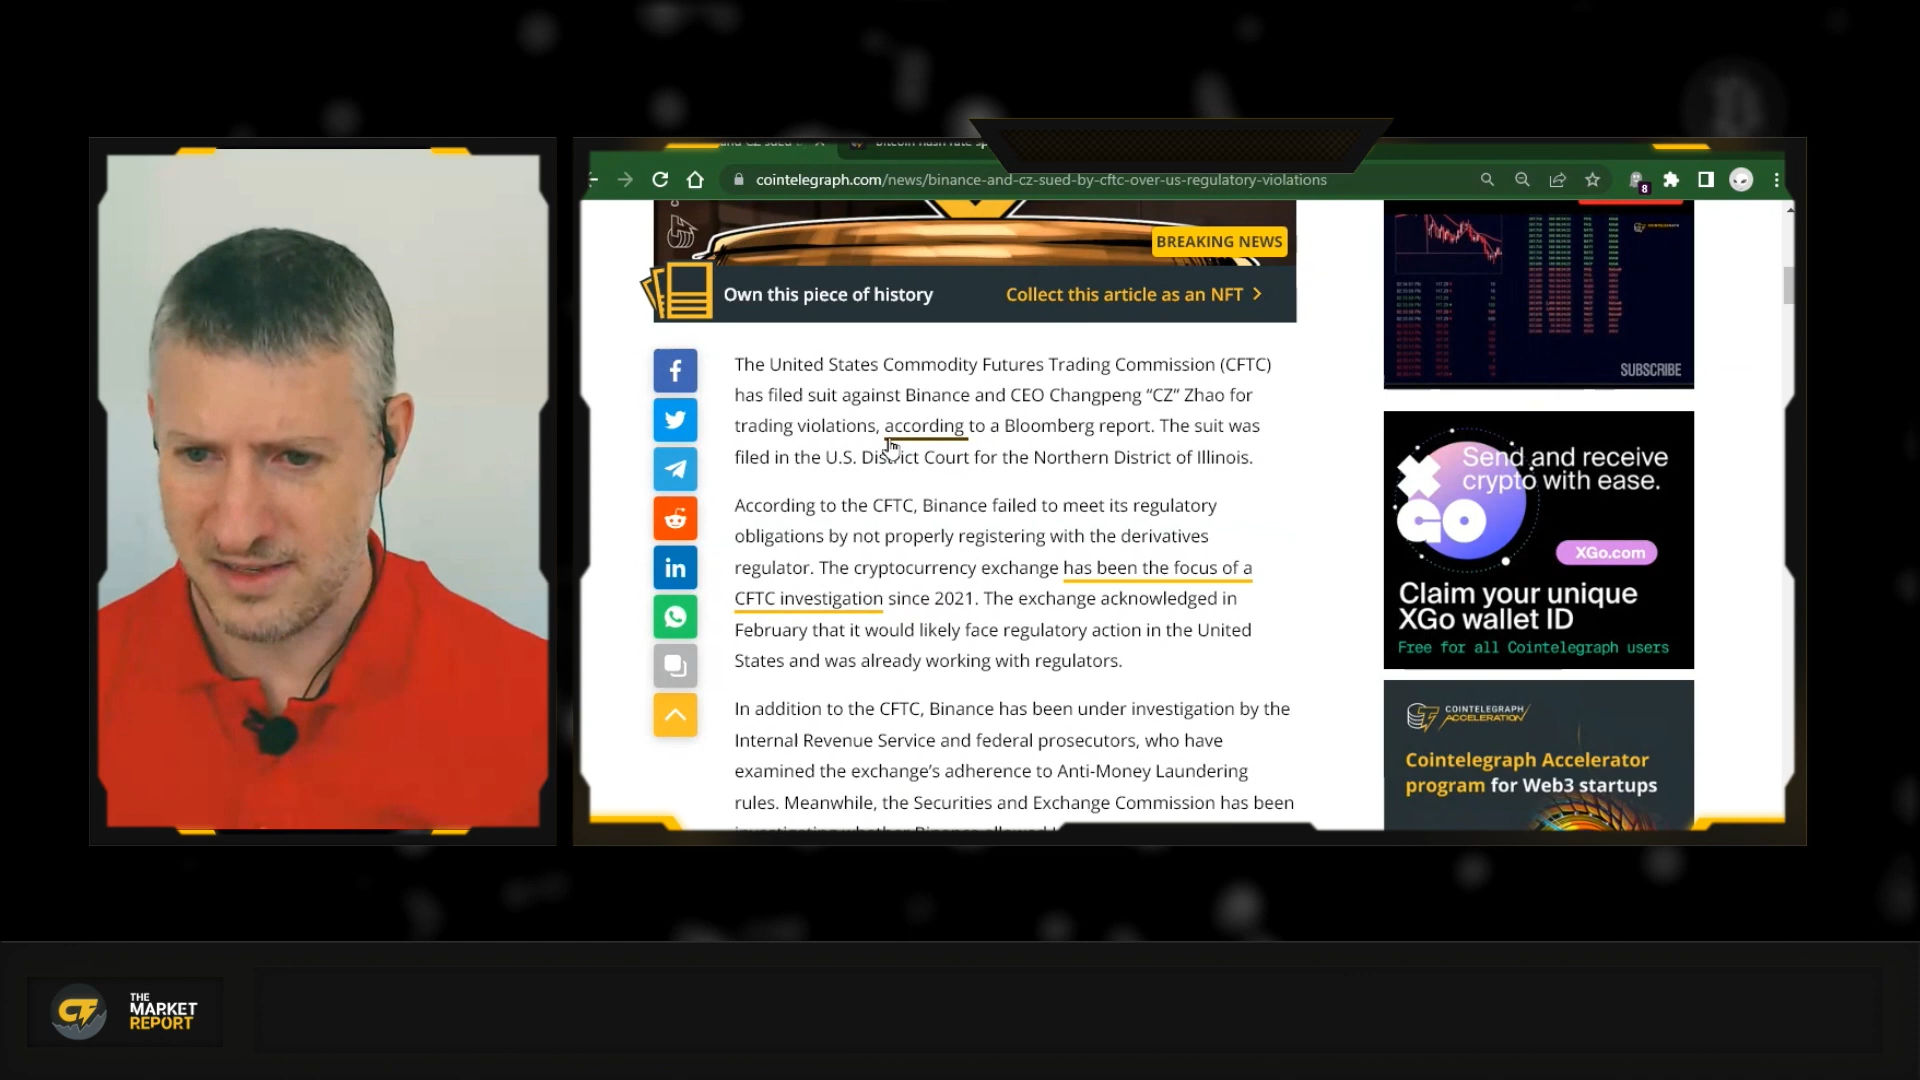 cointelegraph.com/news/binance-and-cz-sued-by-cftc-over-us-regulatory-violations
8
BREAKING NEWS
Own this piece of history
Collect this article as an NFT >
The United States Commodity Futures Trading Commission (CFTC)
has filed suit against Binance and CEO Changpeng “CZ” Zhao for
trading violations, according to a Bloomberg report. The suit was
filed in the U.S. District Court for the Northern District of Illinois.
According to the CFTC, Binance failed to meet its regulatory
obligations by not properly registering with the derivatives
regulator. The cryptocurrency exchange has been the focus of a
CFTC investigation since 2021. The exchange acknowledged in
February that it would likely face regulatory action in the United
States and was already working with regulators.
In addition to the CFTC, Binance has been under investigation by the
Internal Revenue Service and federal prosecutors, who have
examined the exchange’s adherence to Anti-Money Laundering
rules. Meanwhile, the Securities and Exchange Commission has been
SUBSCRIBE
Send and receive
crypto with ease.
X
GO
XGo.com
Claim your unique
XGo wallet ID
Free for all Cointelegraph users
COINTELEGRAPH
ACCELERATION
Cointelegraph Accelerator
program for Web3 startups
THE
MARKET
REPORT